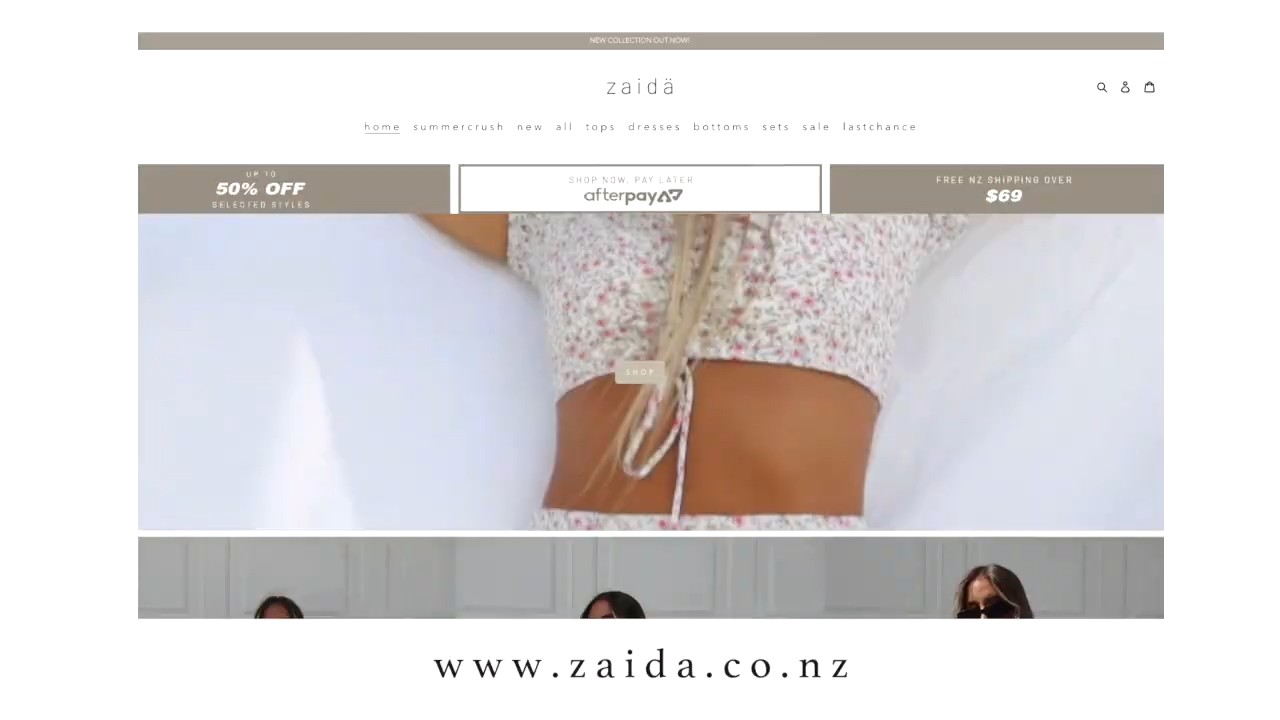 NEW COLLECTION OUT NOW!
zaidä
home summercrush new all tops dresses bottoms sets sale lastchance
UP TO
50% OFF
SELECTED STYLES
SHOP NOW, PAY LATER
afterpay
FREE NZ SHIPPING OVER
$69
SHOP
www.zaida.co.nz